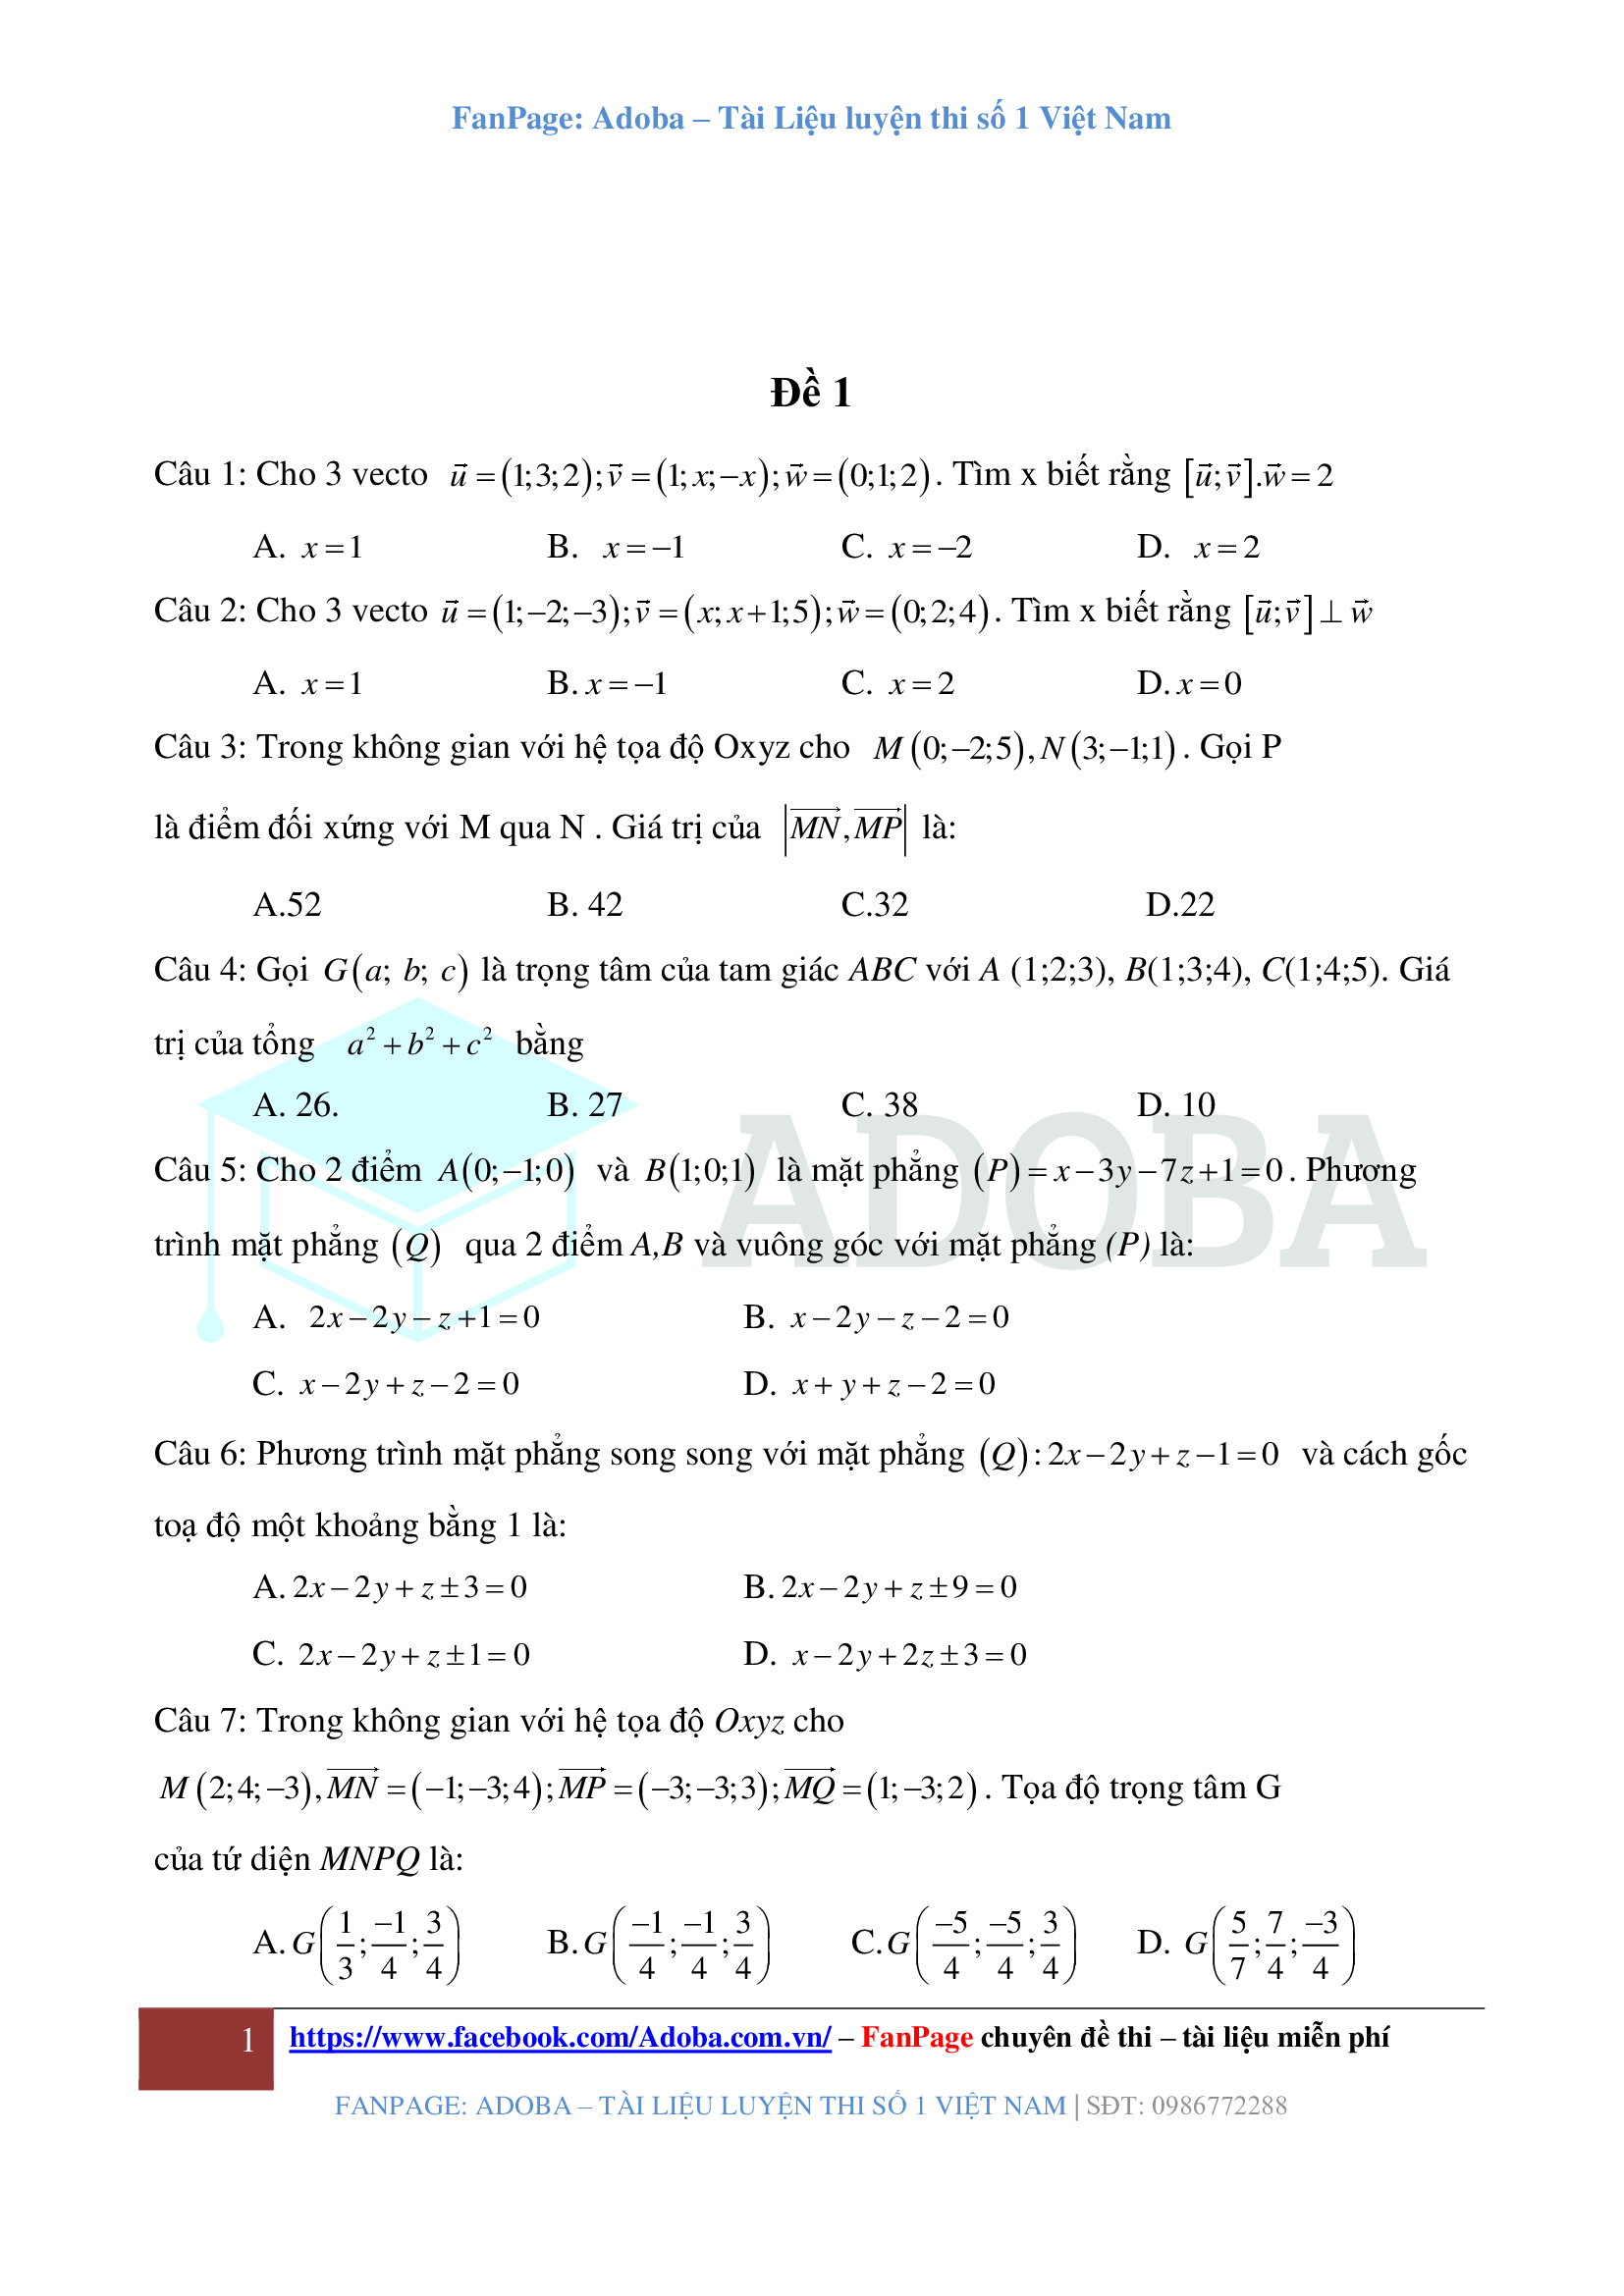 FanPage: Adoba – Tài Liệu luyện thi số 1 Việt Nam
Đề 1
Câu 1: Cho 3 vecto $\vec{u}=(1;3;2);\vec{v}=(1;x;-x);\vec{w}=(0;1;2)$. Tìm x biết rằng $[\vec{u};\vec{v}].\vec{w}=2$
A. $x=1$ B. $x=-1$ C. $x=-2$ D. $x=2$
Câu 2: Cho 3 vecto $\vec{u}=(1;-2;-3);\vec{v}=(x;x+1;5);\vec{w}=(0;2;4)$. Tìm x biết rằng $[\vec{u};\vec{v}]\perp\vec{w}$
A. $x=1$ B. $x=-1$ C. $x=2$ D. $x=0$
Câu 3: Trong không gian với hệ tọa độ Oxyz cho $M(0;-2;5),N(3;-1;1)$. Gọi P
là điểm đối xứng với M qua N . Giá trị của $|\overrightarrow{MN},\overrightarrow{MP}|$ là:
A.52 B. 42 C.32 D.22
Câu 4: Gọi $G(a;\ b;\ c)$ là trọng tâm của tam giác ABC với A (1;2;3), B(1;3;4), C(1;4;5). Giá
trị của tổng $a^2+b^2+c^2$ bằng
A. 26. B. 27 C. 38 D. 10
Câu 5: Cho 2 điểm $A(0;-1;0)$ và $B(1;0;1)$ là mặt phẳng $(P)=x-3y-7z+1=0$. Phương
trình mặt phẳng $(Q)$ qua 2 điểm A,B và vuông góc với mặt phẳng (P) là:
A. $2x-2y-z+1=0$ B. $x-2y-z-2=0$
C. $x-2y+z-2=0$ D. $x+y+z-2=0$
Câu 6: Phương trình mặt phẳng song song với mặt phẳng $(Q):2x-2y+z-1=0$ và cách gốc
toạ độ một khoảng bằng 1 là:
A. $2x-2y+z\pm3=0$ B. $2x-2y+z\pm9=0$
C. $2x-2y+z\pm1=0$ D. $x-2y+2z\pm3=0$
Câu 7: Trong không gian với hệ tọa độ Oxyz cho
$M(2;4;-3),\overrightarrow{MN}=(-1;-3;4);\overrightarrow{MP}=(-3;-3;3);\overrightarrow{MQ}=(1;-3;2)$. Tọa độ trọng tâm G
của tứ diện MNPQ là:
A. $G\left(\frac{1}{3};\frac{-1}{4};\frac{3}{4}\right)$ B. $G\left(\frac{-1}{4};\frac{-1}{4};\frac{3}{4}\right)$ C. $G\left(\frac{-5}{4};\frac{-5}{4};\frac{3}{4}\right)$ D. $G\left(\frac{5}{7};\frac{7}{4};\frac{-3}{4}\right)$
ADOBA
1 https://www.facebook.com/Adoba.com.vn/ – FanPage chuyên đề thi – tài liệu miễn phí
FANPAGE: ADOBA – TÀI LIỆU LUYỆN THI SỐ 1 VIỆT NAM | SĐT: 0986772288